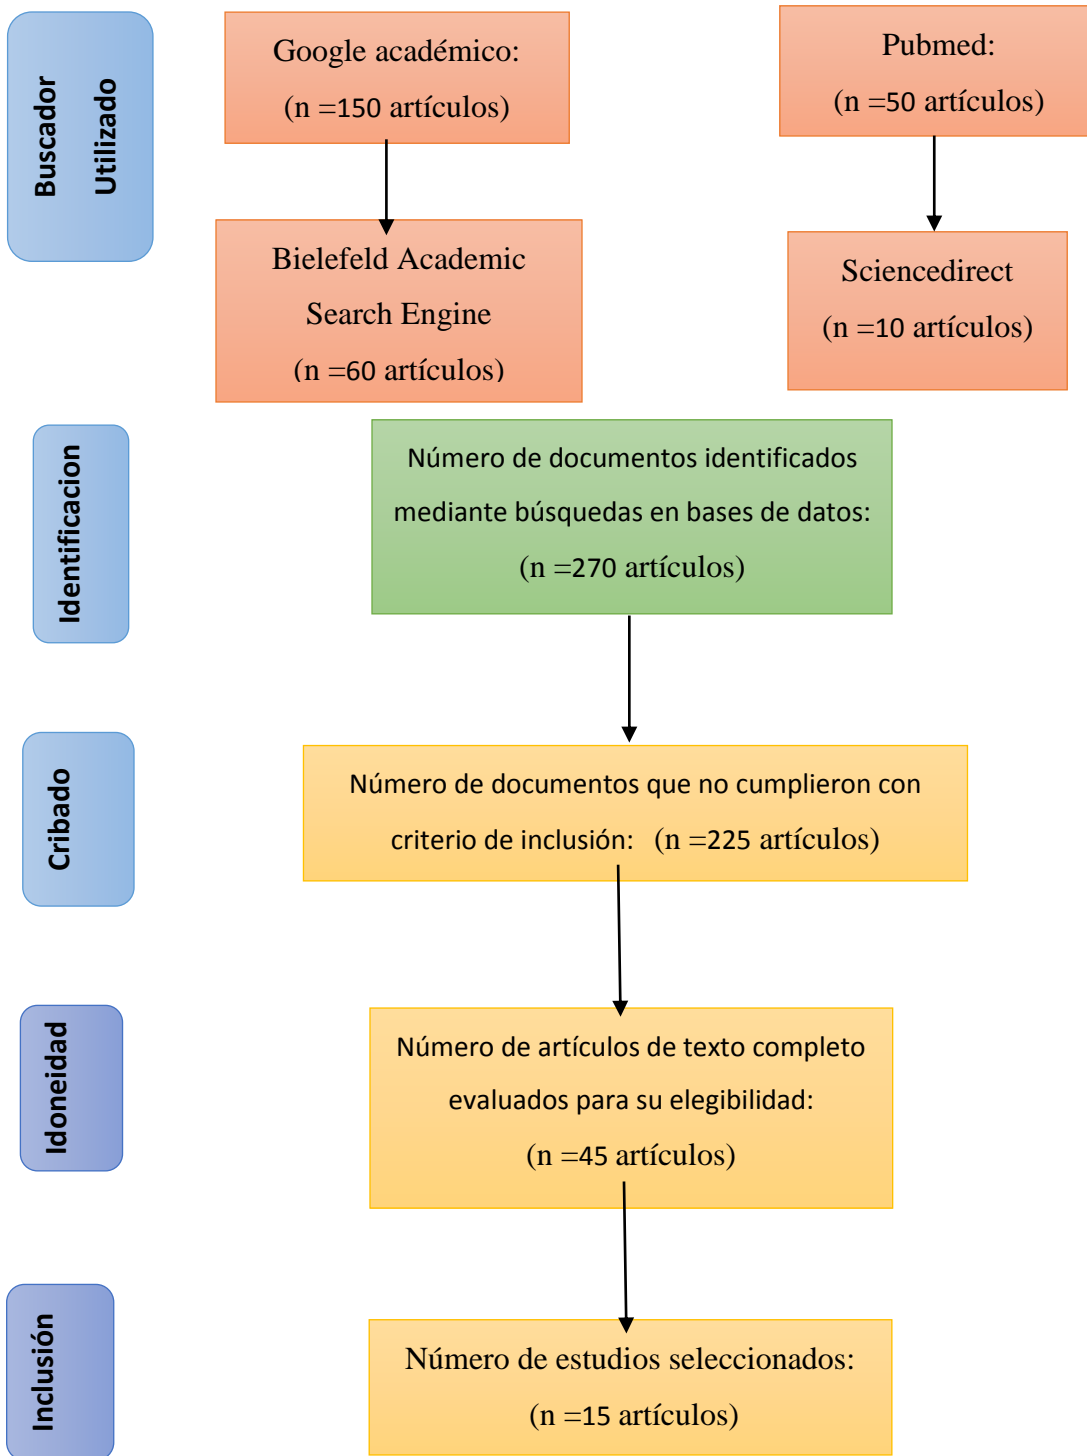 Buscador
Utilizado
Google académico:
(n =150 artículos)
Pubmed:
(n =50 artículos)
Bielefeld Academic
Search Engine
(n =60 artículos)
Sciencedirect
(n =10 artículos)
Identificacion
Número de documentos identificados
mediante búsquedas en bases de datos:
(n =270 artículos)
Cribado
Número de documentos que no cumplieron con
criterio de inclusión: (n =225 artículos)
Idoneidad
Número de artículos de texto completo
evaluados para su elegibilidad:
(n =45 artículos)
Inclusión
Número de estudios seleccionados:
(n =15 artículos)